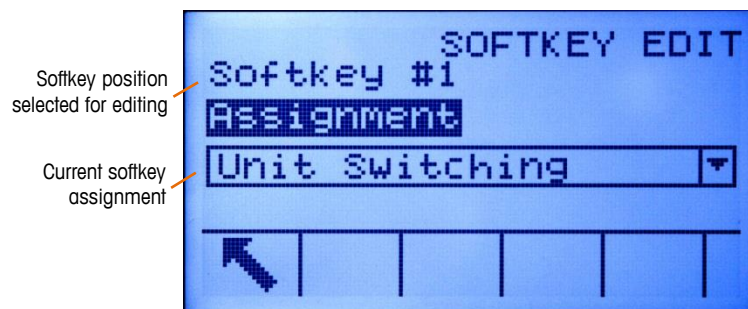 SOFTKEY EDIT
Softkey position
selected for editing
Softkey #1
Assignment
Current softkey
assignment
Unit Switching